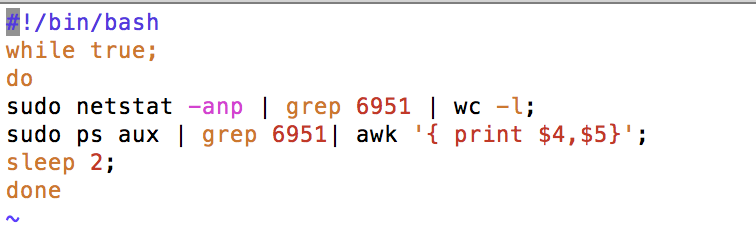 #!/bin/bash
while true;
do
sudo netstat -anp | grep 6951 | wc -l;
sudo ps aux | grep 6951| awk '{ print $4,$5}';
sleep 2;
done
~